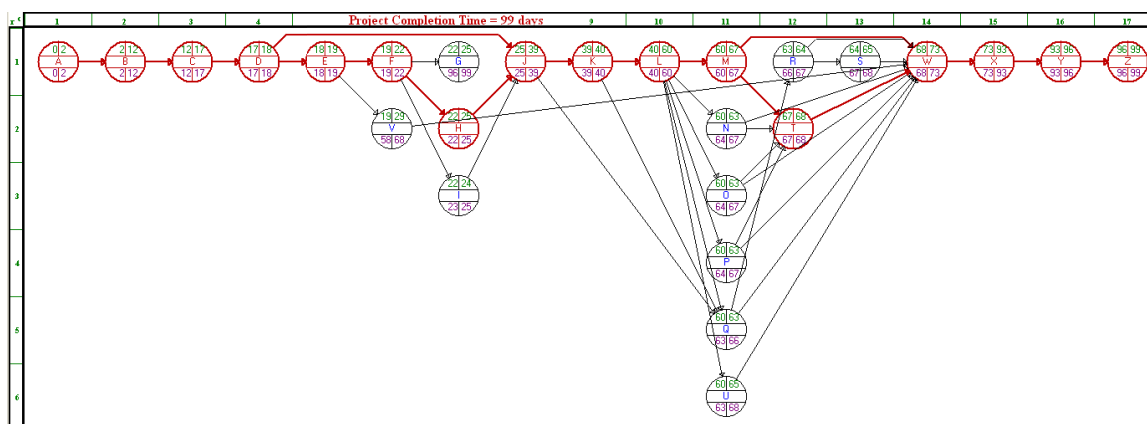 Project Completion Time = 99 days
1 2 3 4 5 6 7 8 9 10 11 12 13 14 15 16 17
0 2 2 12 12 17 17 18 18 19 19 22 22 25 25 39 39 40 40 60 60 67 63 64 64 65 68 73 73 93 93 96 96 99
1 A B C D E F G J K L M R S W X Y Z
0 2 2 12 12 17 17 18 18 19 19 22 96 99 25 39 39 40 40 60 60 67 66 67 67 68 68 73 73 93 93 96 96 99
19 29 22 25 60 63 67 68
2 V H N T
58 68 22 25 64 67 67 68
22 24 60 63
3 I O
23 25 64 67
60 63
4 P
64 67
60 63
5 Q
63 66
60 65
6 U
63 68